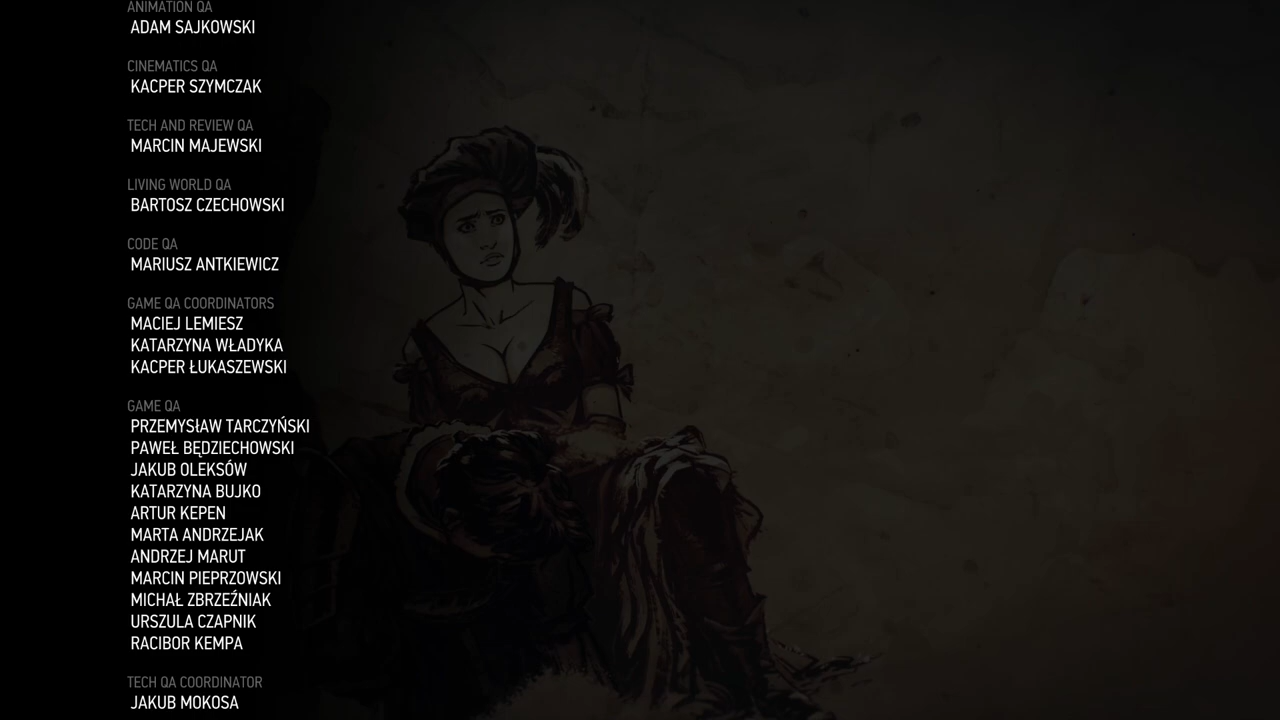 ANIMATION QA
ADAM SAJKOWSKI
CINEMATICS QA
KACPER SZYMCZAK
TECH AND REVIEW QA
MARCIN MAJEWSKI
LIVING WORLD QA
BARTOSZ CZECHOWSKI
CODE QA
MARIUSZ ANTKIEWICZ
GAME QA COORDINATORS
MACIEJ LEMIESZ
KATARZYNA WŁADYKA
KACPER ŁUKASZEWSKI
GAME QA
PRZEMYSŁAW TARCZYŃSKI
PAWEŁ BĘDZIECHOWSKI
JAKUB OLEKSÓW
KATARZYNA BUJKO
ARTUR KEPEN
MARTA ANDRZEJAK
ANDRZEJ MARUT
MARCIN PIEPRZOWSKI
MICHAŁ ZBRZEŹNIAK
URSZULA CZAPNIK
RACIBOR KEMPA
TECH QA COORDINATOR
JAKUB MOKOSA